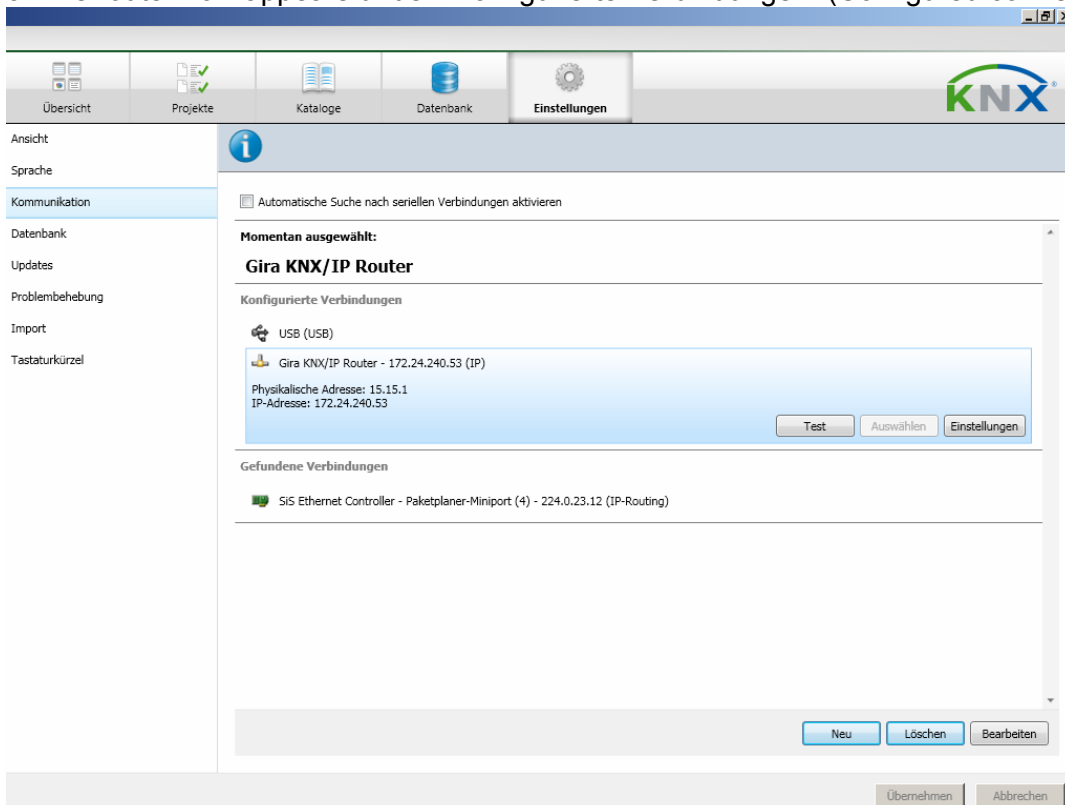 Übersicht
Projekte
Kataloge
Datenbank
Einstellungen
KNX
Ansicht
Sprache
Kommunikation
Datenbank
Updates
Problembehebung
Import
Tastaturkürzel
Automatische Suche nach seriellen Verbindungen aktivieren
Momentan ausgewählt:
Gira KNX/IP Router
Konfigurierte Verbindungen
USB (USB)
Gira KNX/IP Router - 172.24.240.53 (IP)
Physikalische Adresse: 15.15.1
IP-Adresse: 172.24.240.53
Test
Auswählen
Einstellungen
Gefundene Verbindungen
SiS Ethernet Controller - Paketplaner-Miniport (4) - 224.0.23.12 (IP-Routing)
Neu
Löschen
Bearbeiten
Übernehmen
Abbrechen